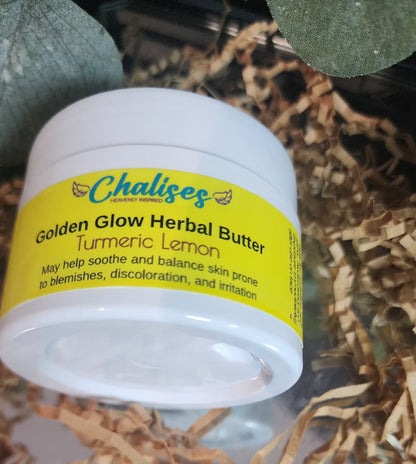 Chalises
HEAVENLY INSPIRED
Golden Glow Herbal Butter
Turmeric Lemon
May help soothe and balance skin prone
to blemishes, discoloration, and irritation